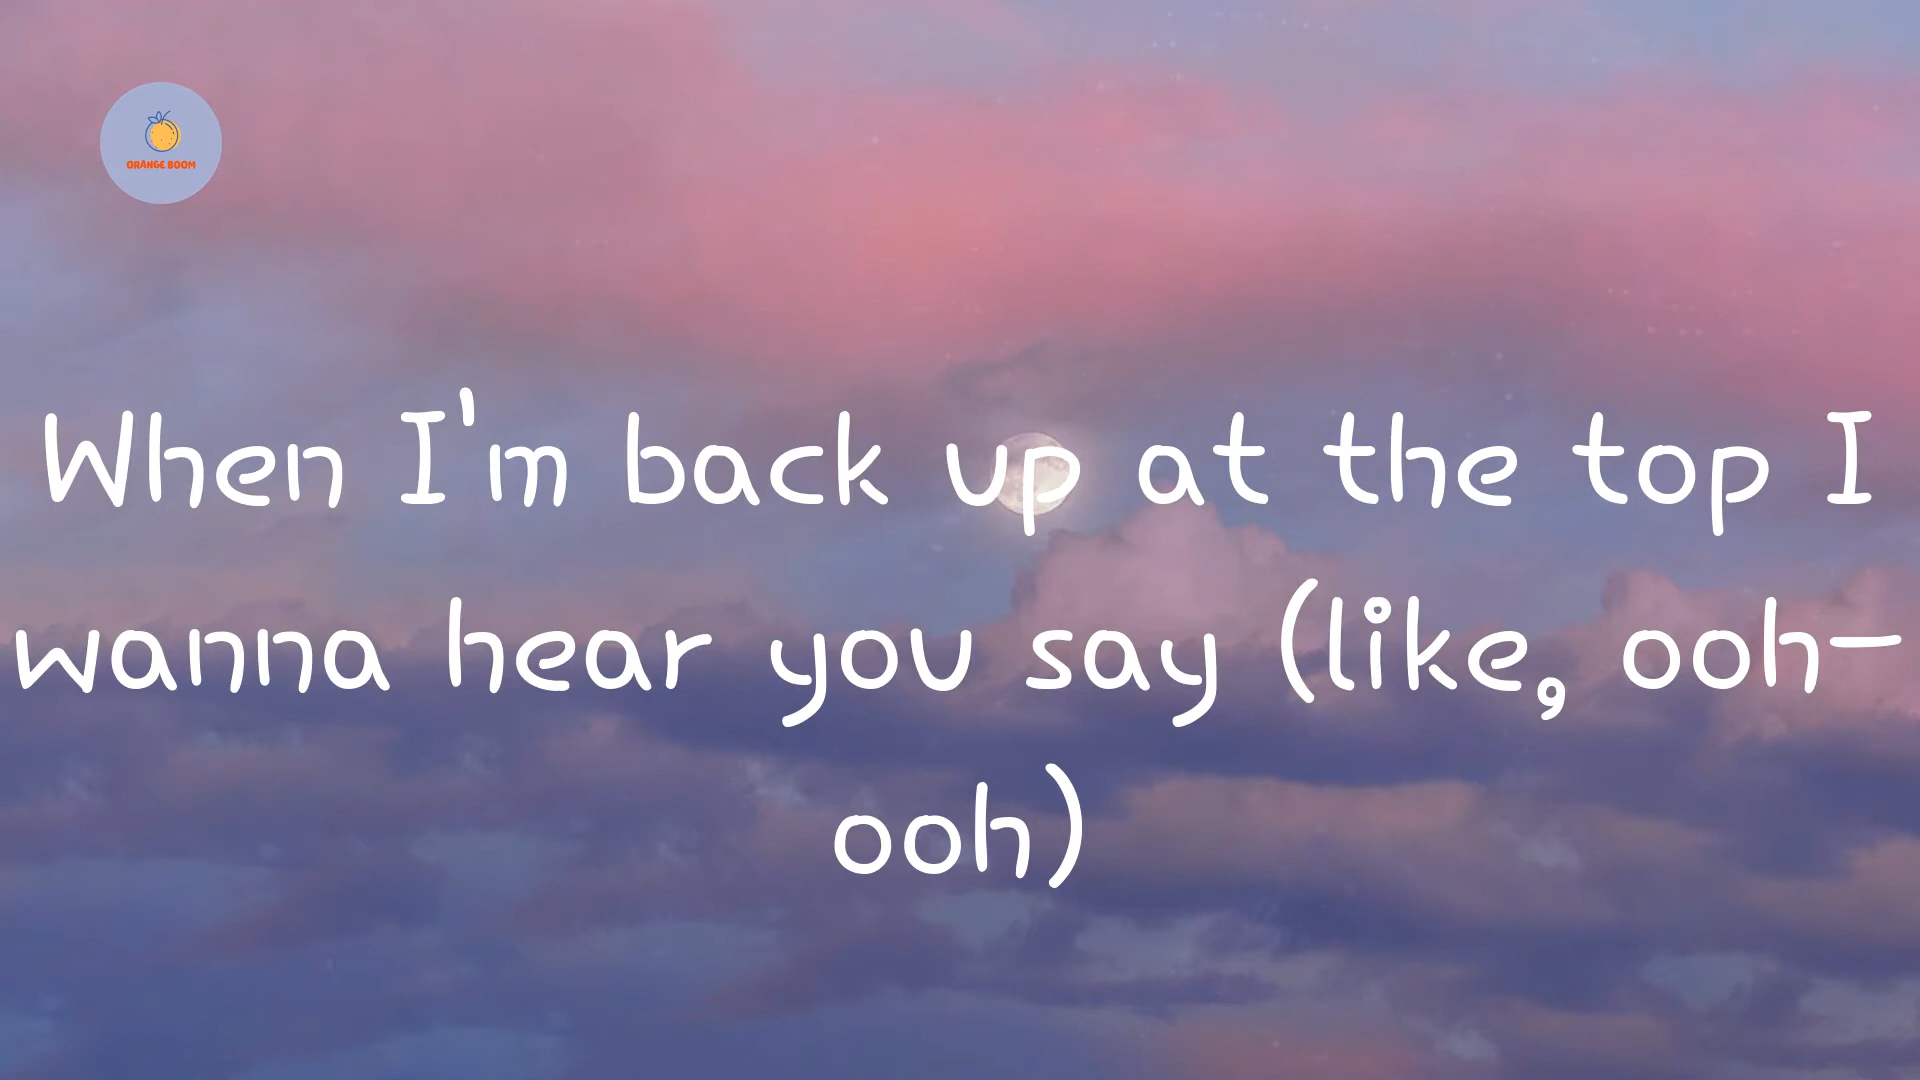 ORANGE BOOM
When I'm back up at the top I
wanna hear you say (like, ooh-
ooh)